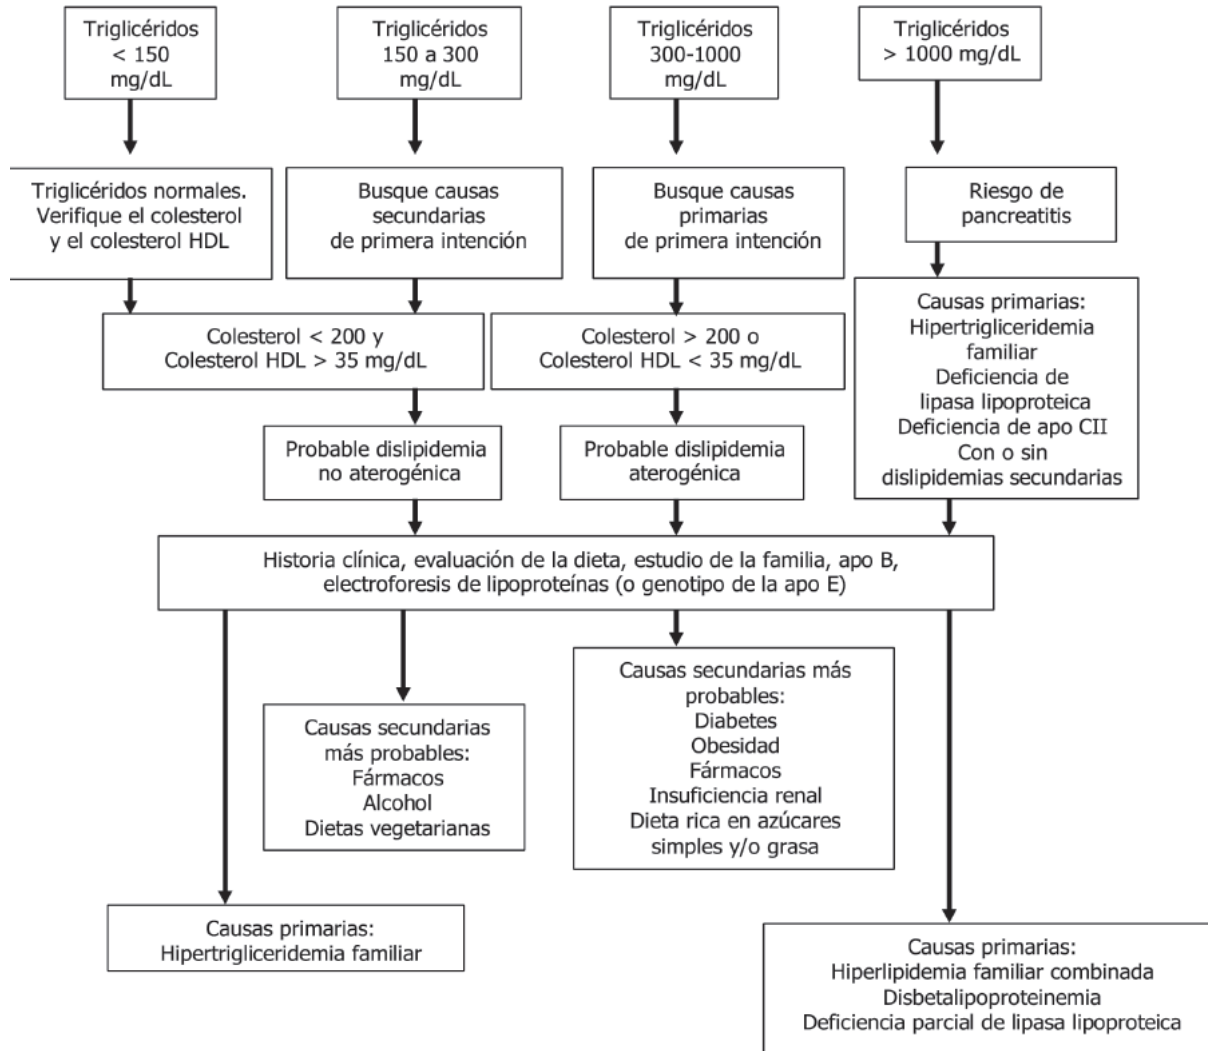 Triglicéridos
< 150
mg/dL
Triglicéridos
150 a 300
mg/dL
Triglicéridos
300-1000
mg/dL
Triglicéridos
> 1000 mg/dL
Triglicéridos normales.
Verifique el colesterol
y el colesterol HDL
Busque causas
secundarias
de primera intención
Busque causas
primarias
de primera intención
Riesgo de
pancreatitis
Colesterol < 200 y
Colesterol HDL > 35 mg/dL
Colesterol > 200 o
Colesterol HDL < 35 mg/dL
Causas primarias:
Hipertrigliceridemia
familiar
Deficiencia de
lipasa lipoproteica
Deficiencia de apo CII
Con o sin
dislipidemias secundarias
Probable dislipidemia
no aterogénica
Probable dislipidemia
aterogénica
Historia clínica, evaluación de la dieta, estudio de la familia, apo B,
electroforesis de lipoproteínas (o genotipo de la apo E)
Causas secundarias
más probables:
Fármacos
Alcohol
Dietas vegetarianas
Causas secundarias más
probables:
Diabetes
Obesidad
Fármacos
Insuficiencia renal
Dieta rica en azúcares
simples y/o grasa
Causas primarias:
Hipertrigliceridemia familiar
Causas primarias:
Hiperlipidemia familiar combinada
Disbetalipoproteinemia
Deficiencia parcial de lipasa lipoproteica